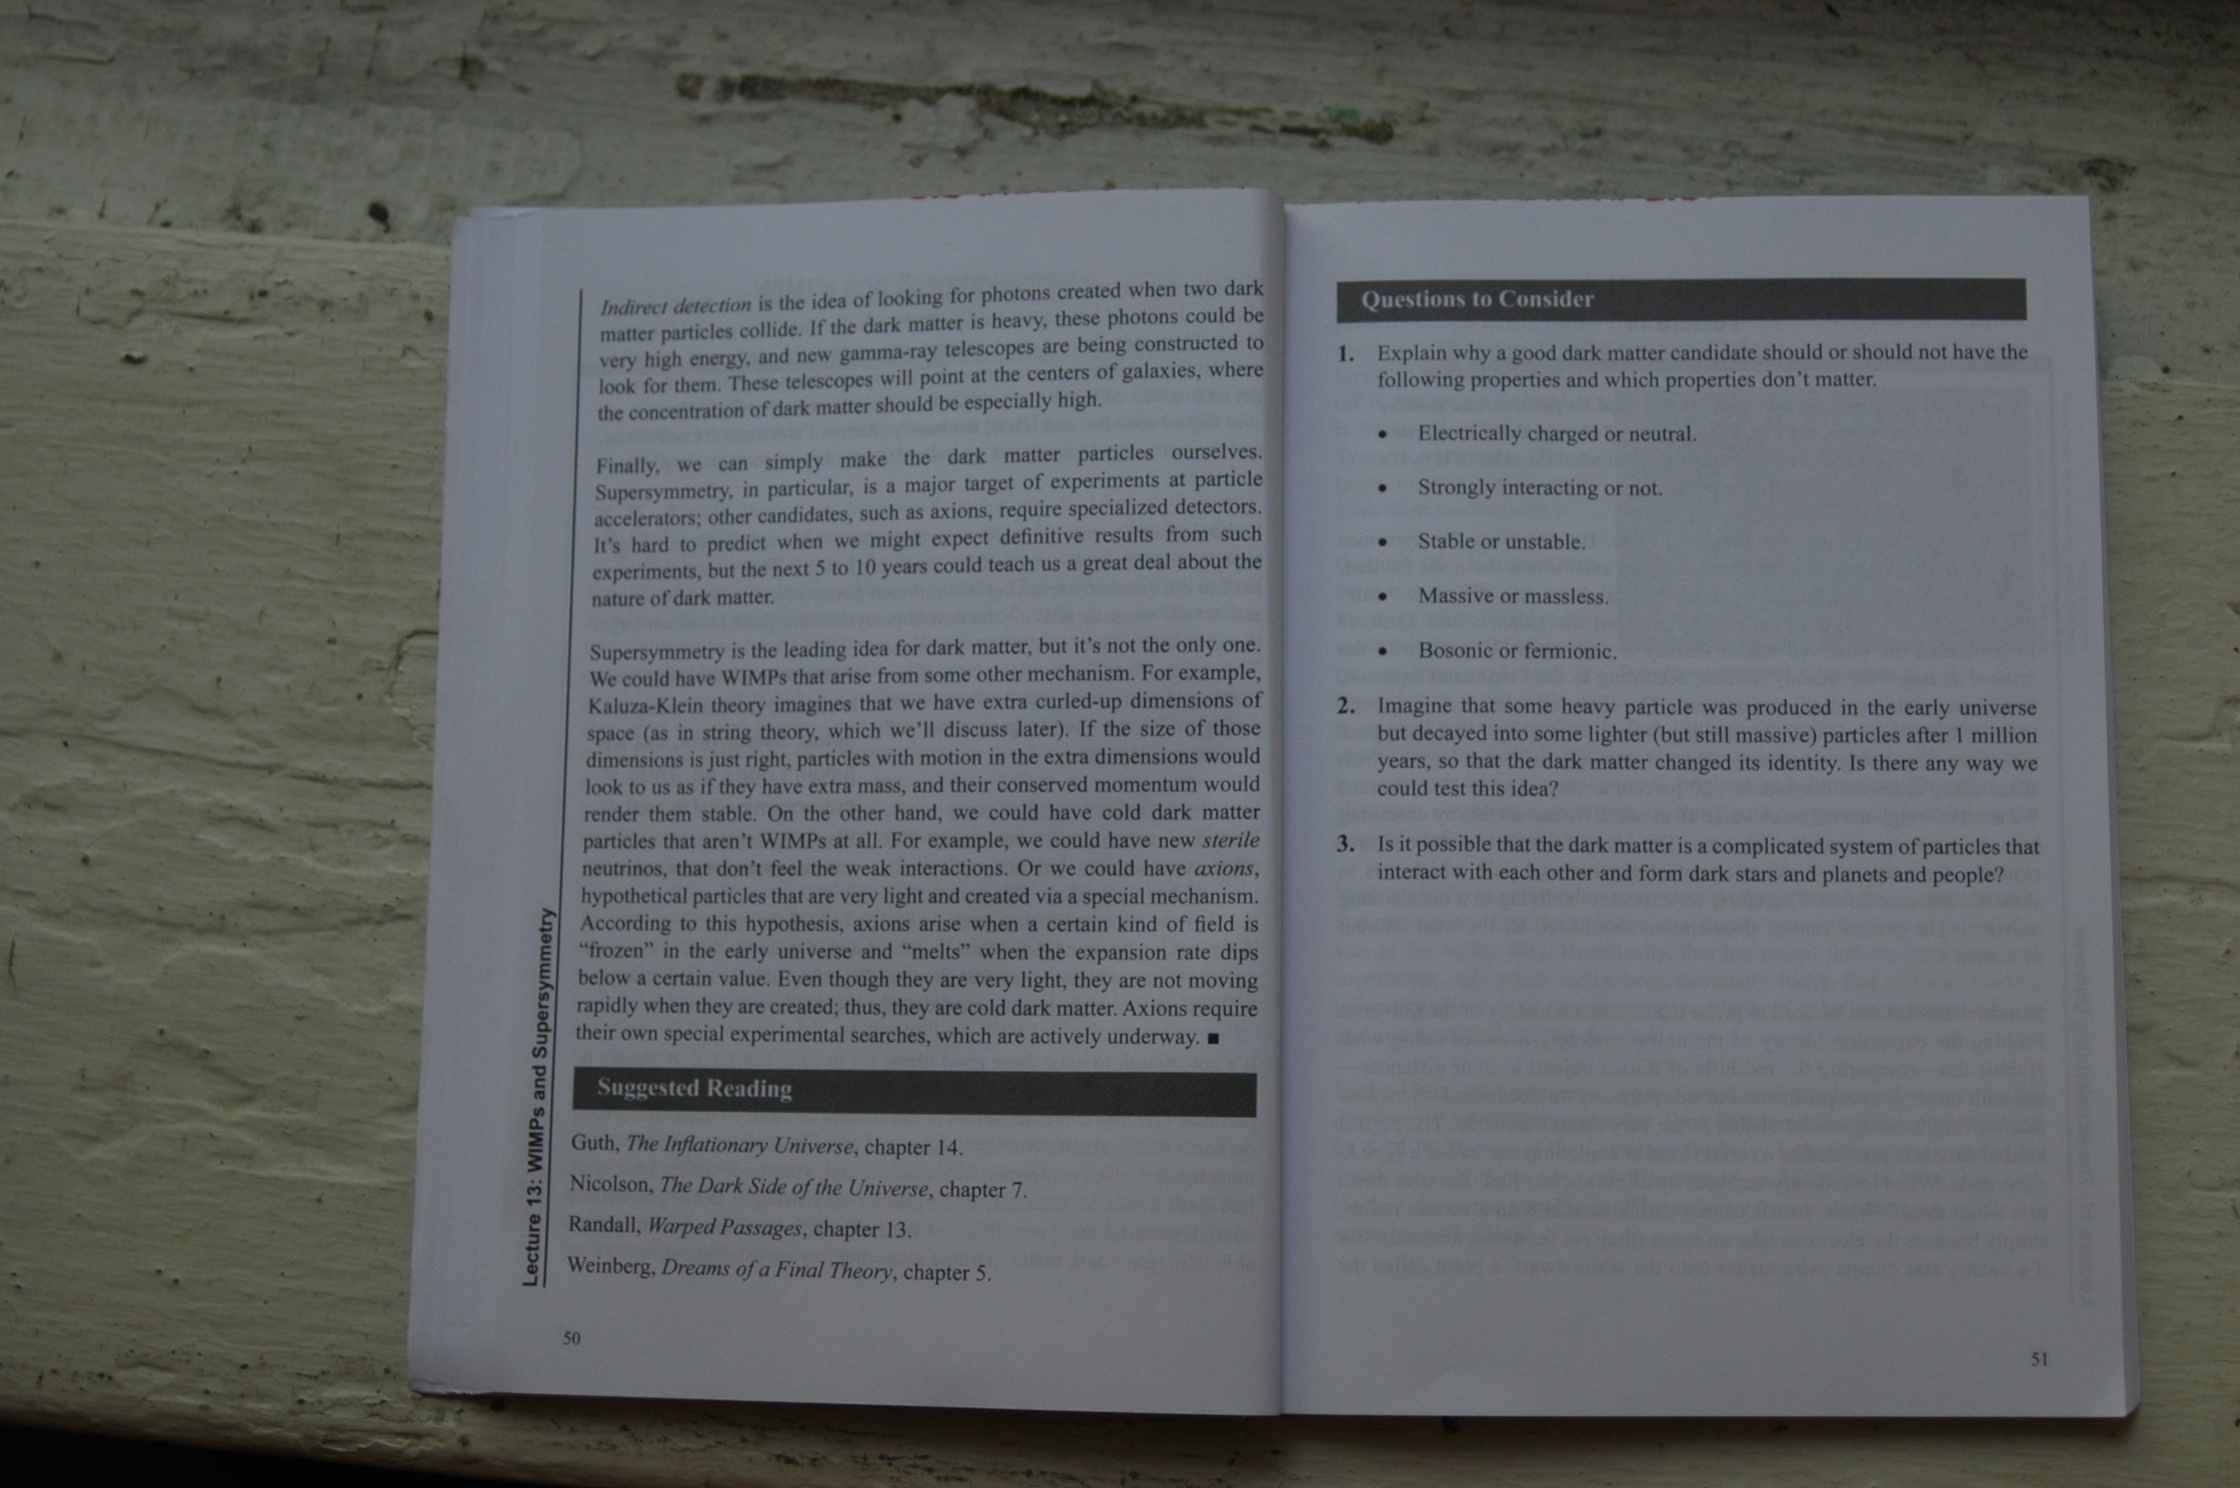 Indirect detection is the idea of looking for photons created when two dark
matter particles collide. If the dark matter is heavy, these photons could be
very high energy, and new gamma-ray telescopes are being constructed to
look for them. These telescopes will point at the centers of galaxies, where
the concentration of dark matter should be especially high.
Finally, we can simply make the dark matter particles ourselves.
Supersymmetry, in particular, is a major target of experiments at particle
accelerators; other candidates, such as axions, require specialized detectors.
It's hard to predict when we might expect definitive results from such
experiments, but the next 5 to 10 years could teach us a great deal about the
nature of dark matter.
Supersymmetry is the leading idea for dark matter, but it's not the only one.
We could have WIMPs that arise from some other mechanism. For example,
Kaluza-Klein theory imagines that we have extra curled-up dimensions of
space (as in string theory, which we'll discuss later). If the size of those
dimensions is just right, particles with motion in the extra dimensions would
look to us as if they have extra mass, and their conserved momentum would
render them stable. On the other hand, we could have cold dark matter
particles that aren't WIMPs at all. For example, we could have new sterile
neutrinos, that don't feel the weak interactions. Or we could have axions,
hypothetical particles that are very light and created via a special mechanism.
According to this hypothesis, axions arise when a certain kind of field is
“frozen” in the early universe and “melts” when the expansion rate dips
below a certain value. Even though they are very light, they are not moving
rapidly when they are created; thus, they are cold dark matter. Axions require
their own special experimental searches, which are actively underway. ■
Suggested Reading
Guth, The Inflationary Universe, chapter 14.
Nicolson, The Dark Side of the Universe, chapter 7.
Randall, Warped Passages, chapter 13.
Weinberg, Dreams of a Final Theory, chapter 5.
Lecture 13: WIMPs and Supersymmetry
50
Questions to Consider
1. Explain why a good dark matter candidate should or should not have the
following properties and which properties don't matter.
• Electrically charged or neutral.
• Strongly interacting or not.
• Stable or unstable.
• Massive or massless.
• Bosonic or fermionic.
2. Imagine that some heavy particle was produced in the early universe
but decayed into some lighter (but still massive) particles after 1 million
years, so that the dark matter changed its identity. Is there any way we
could test this idea?
3. Is it possible that the dark matter is a complicated system of particles that
interact with each other and form dark stars and planets and people?
51